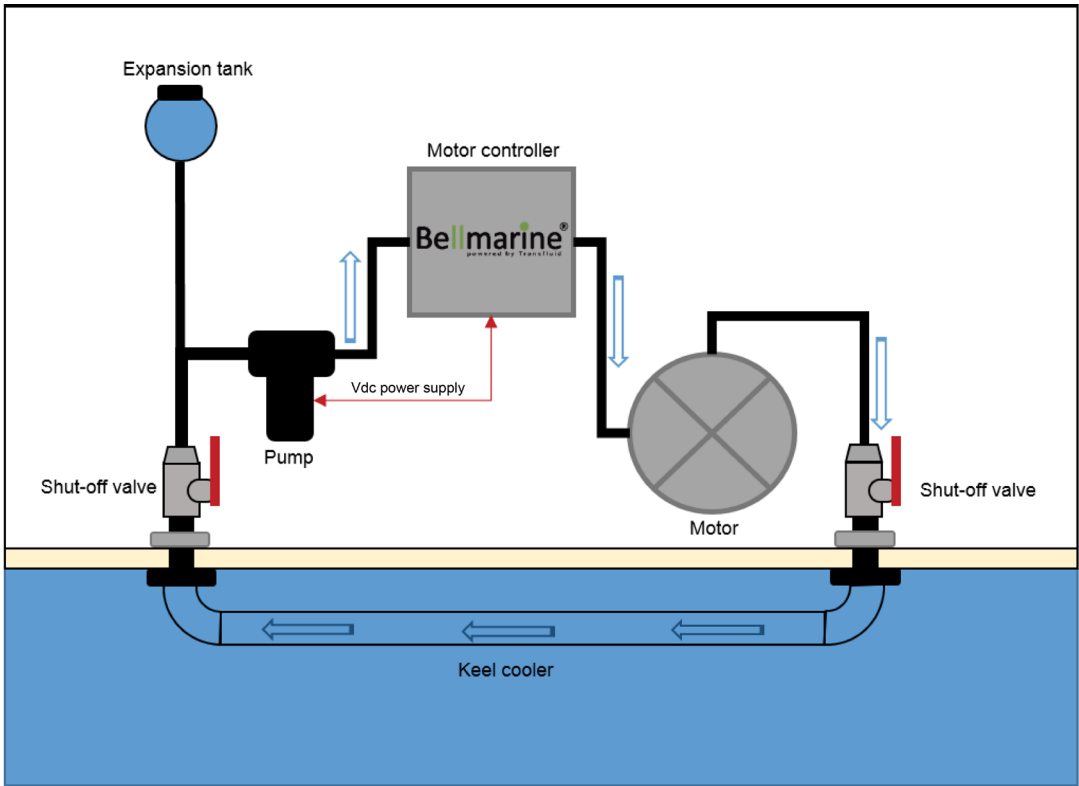 Expansion tank
Motor controller
Bellmarine®
powered by Transfluid
Vdc power supply
Pump
Shut-off valve
Motor
Shut-off valve
Keel cooler